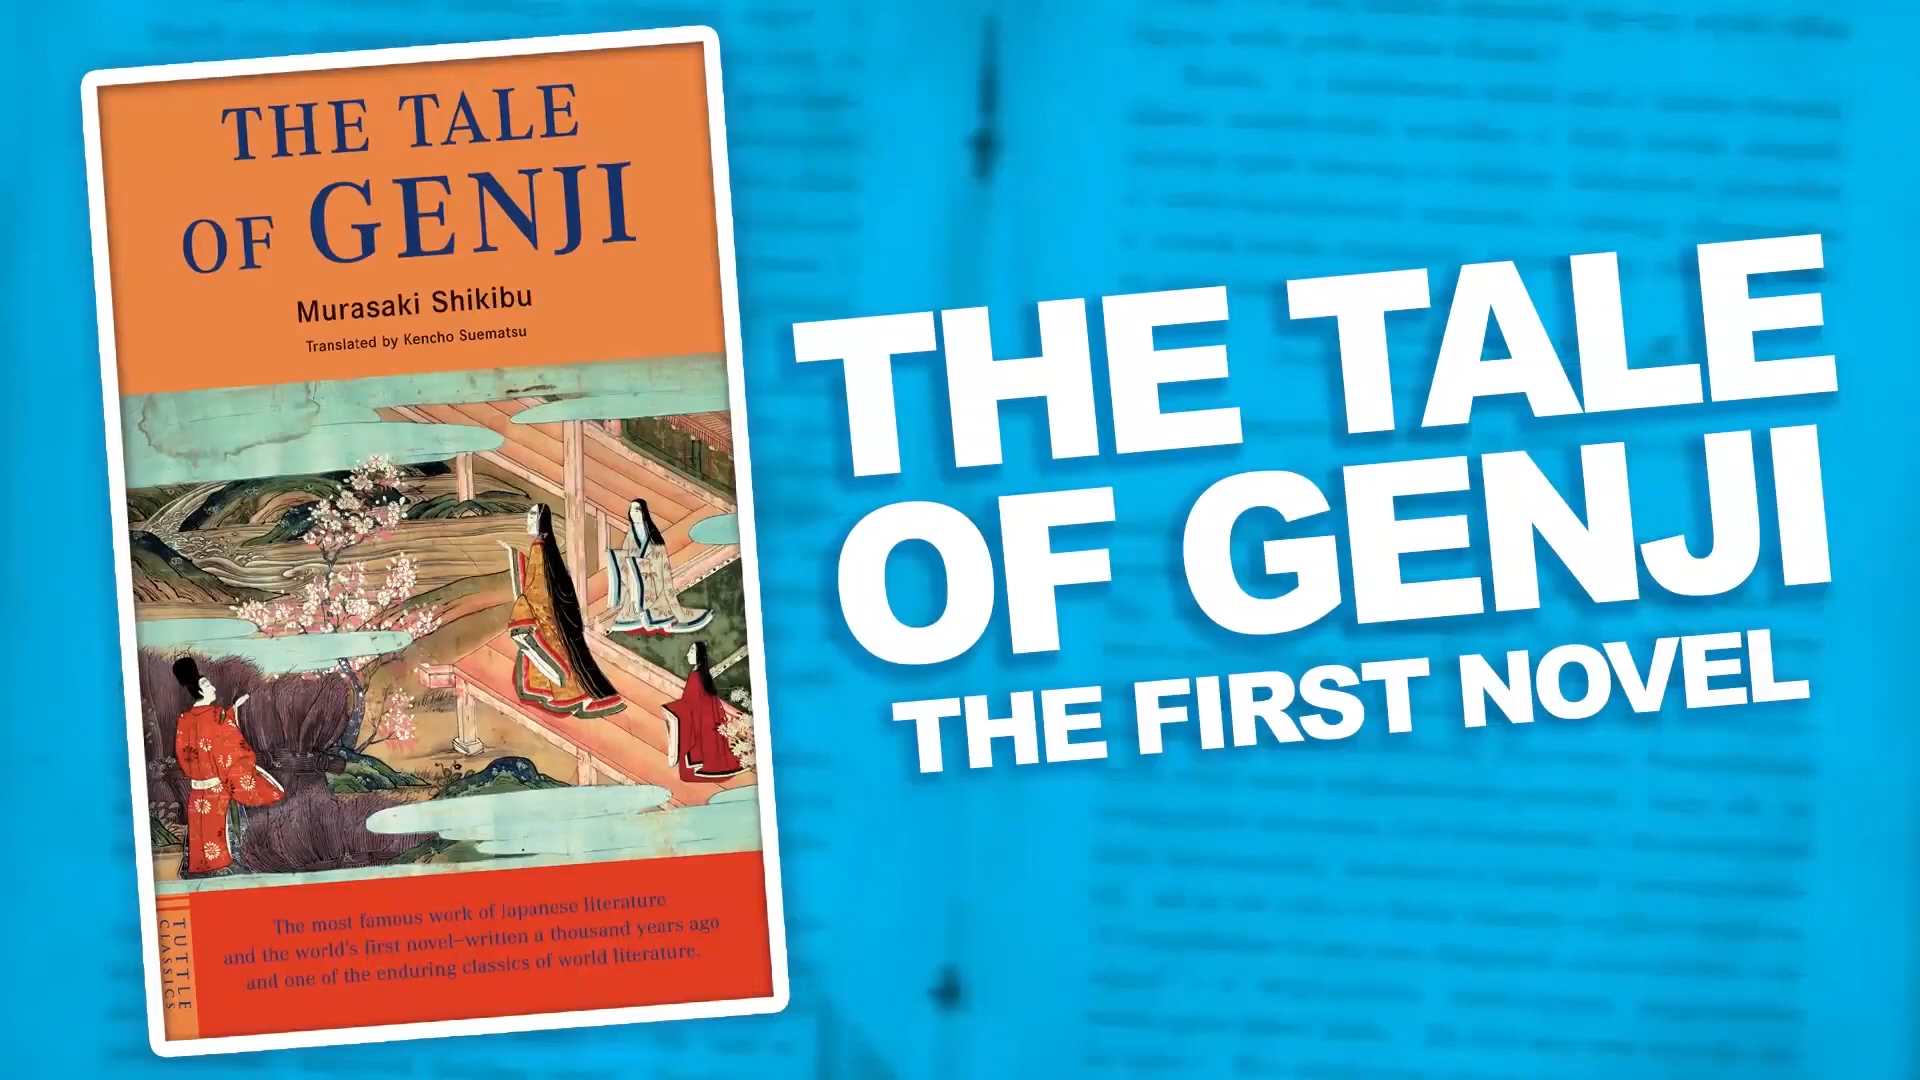 THE TALE
OF GENJI
Murasaki Shikibu
Translated by Kencho Suematsu
The most famous work of Japanese literature
and the world's first novel–written a thousand years ago
and one of the enduring classics of world literature.
TUTTLE
CLASSICS
THE TALE
OF GENJI
THE FIRST NOVEL